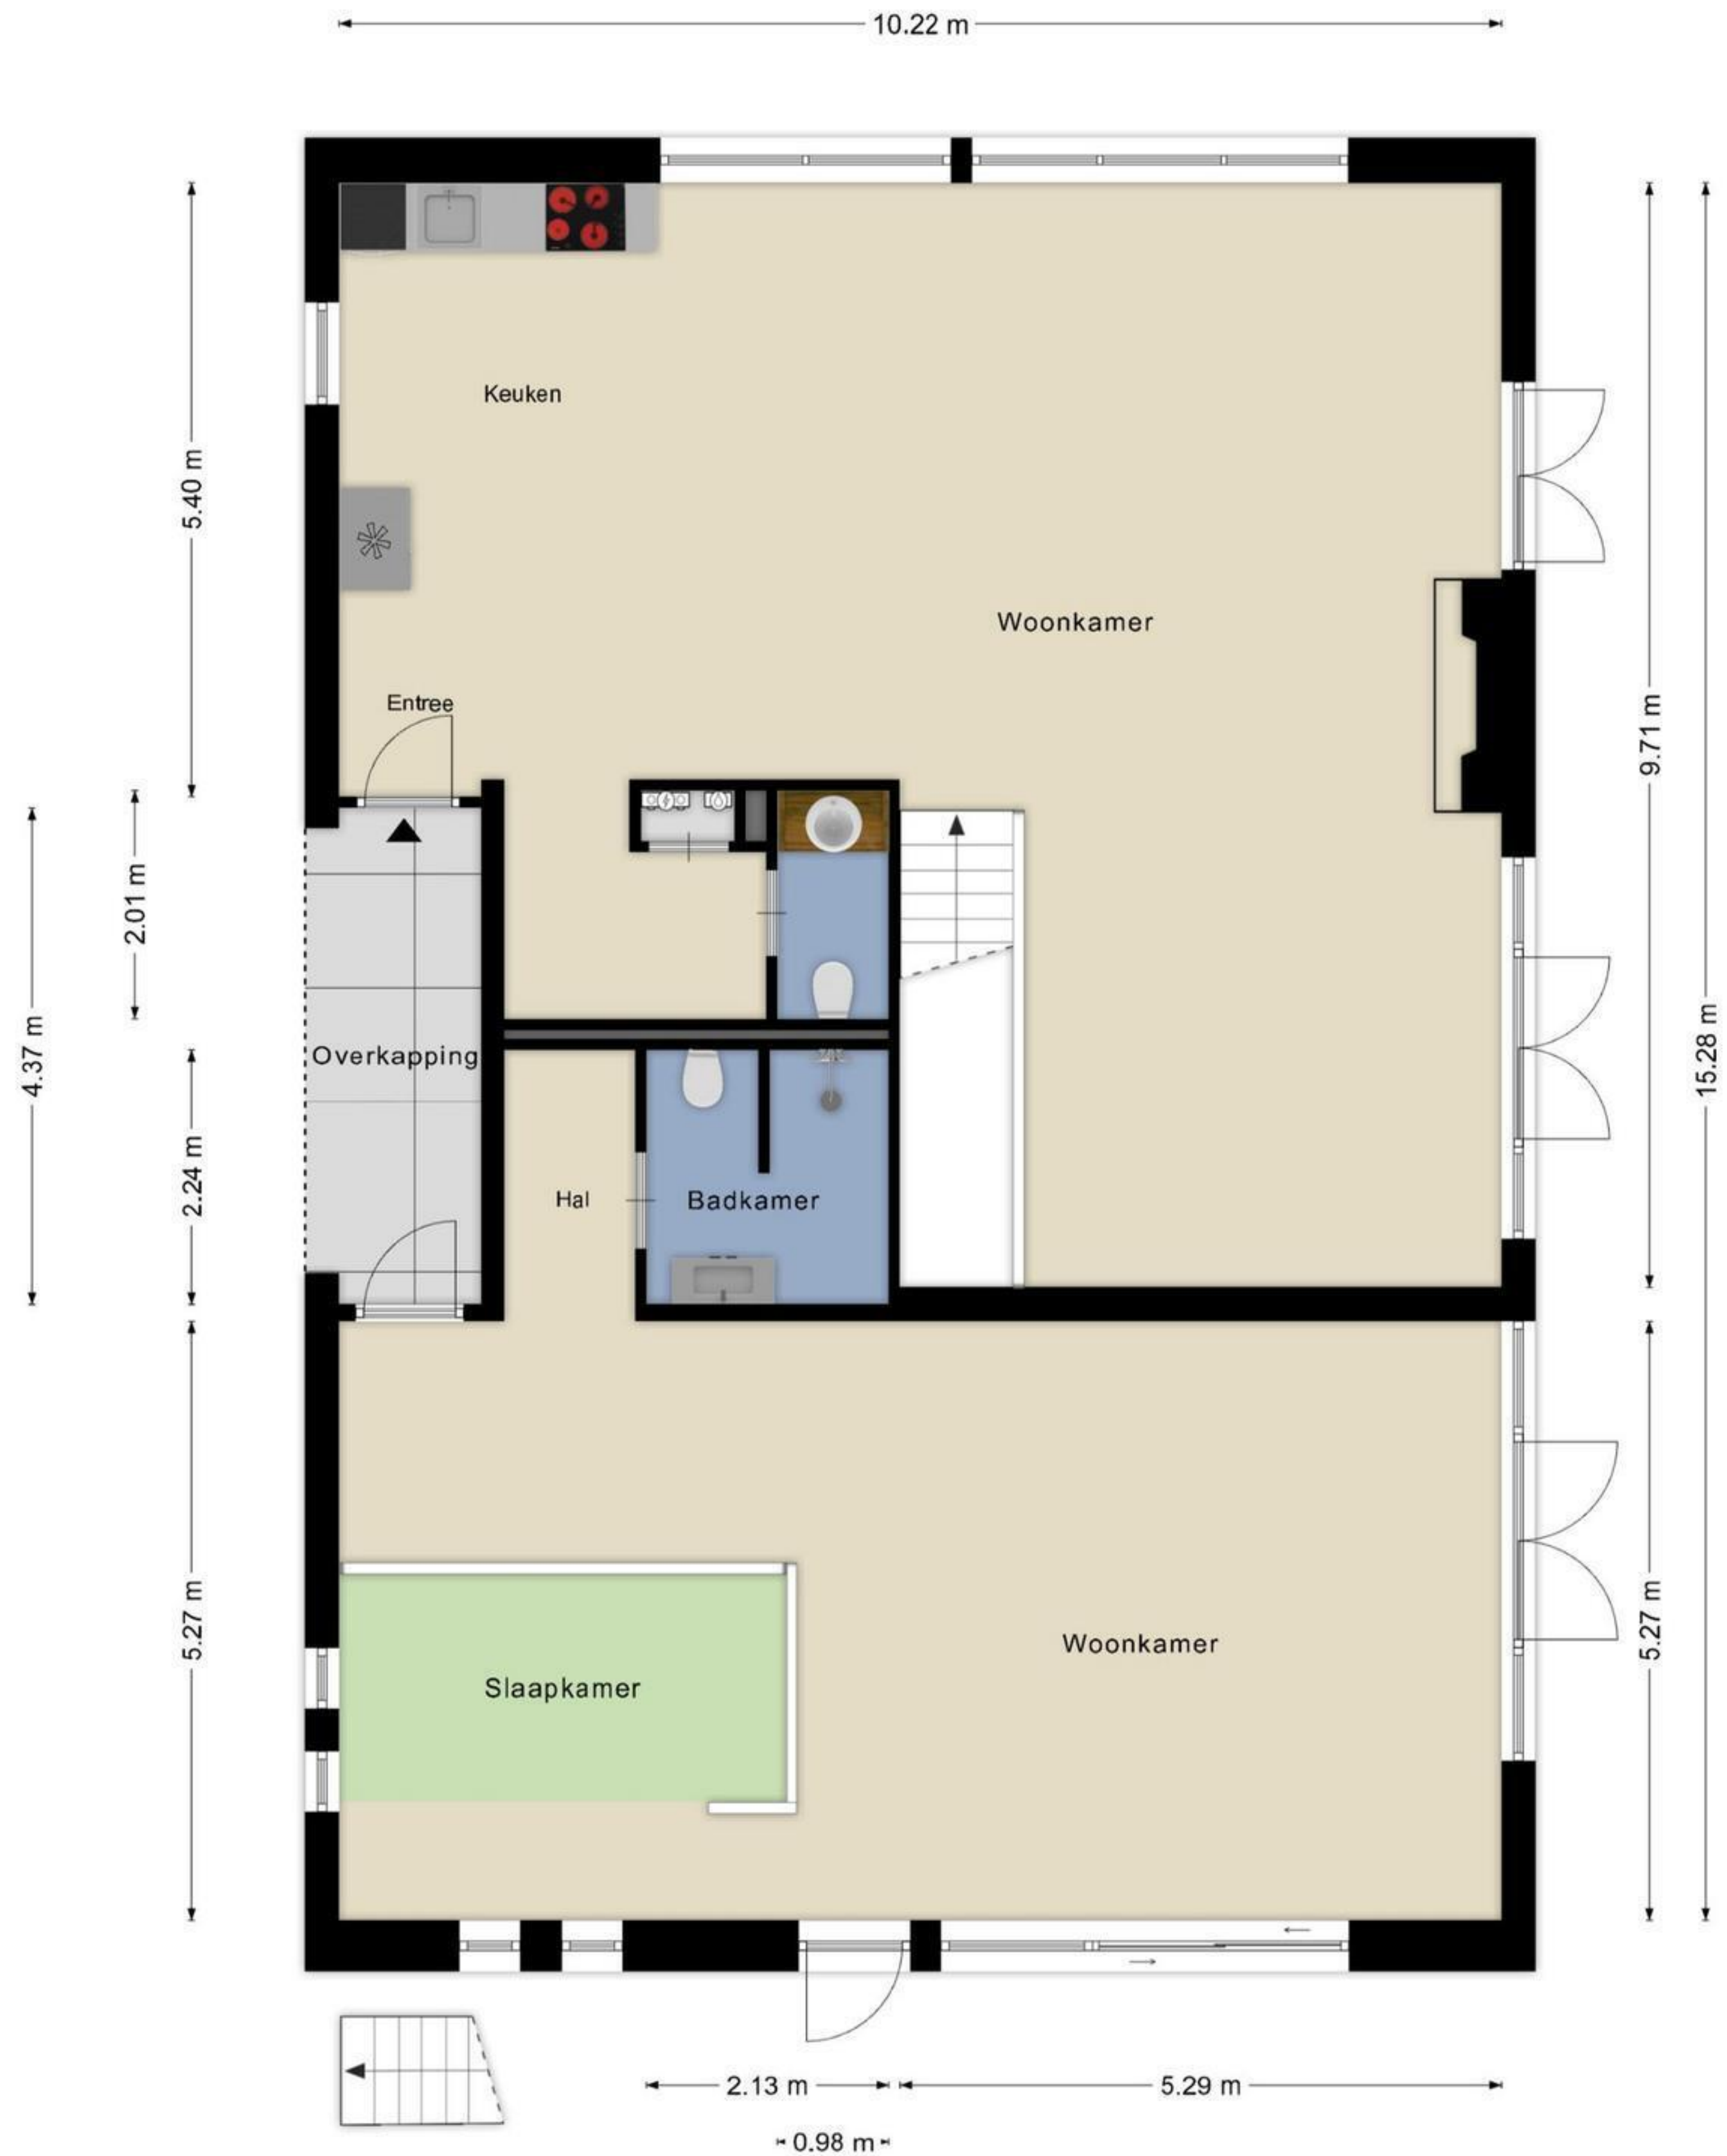 10.22 m
Keuken
5.40 m
Woonkamer
Entree
9.71 m
2.01 m
15.28 m
4.37 m
Overkapping
2.24 m
Hal
Badkamer
5.27 m
5.27 m
Woonkamer
Slaapkamer
2.13 m
5.29 m
0.98 m